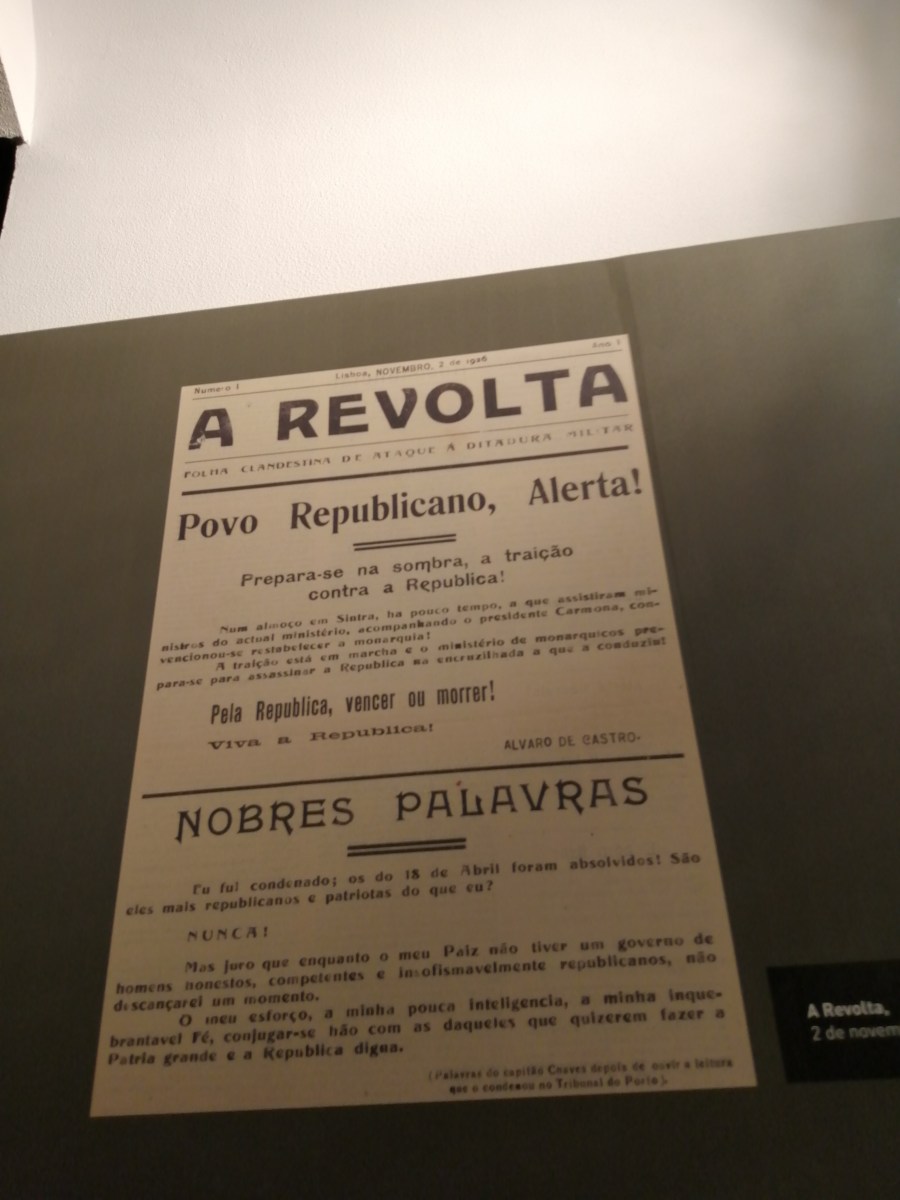 Numero 1
Lisboa, NOVEMBRO, 2 de 1926
Ano 1
A REVOLTA
FOLHA CLANDESTINA DE ATAQUE Á DITADURA MILITAR
Povo Republicano, Alerta!
Prepara-se na sombra, a traição
contra a Republica!
Num almoço em Sintra, ha pouco tempo, a que assistiram mi-
nistros do actual ministério, acompanhando o presidente Carmona, con-
vencionou-se restabelecer a monarquia!
A traição está em marcha e o ministério de monarquicos pre-
para-se para assassinar a Republica na encruzilhada a que a conduziu!
Pela Republica, vencer ou morrer!
Viva a Republica!
ALVARO DE CASTRO-
NOBRES PALAVRAS
Eu fui condenado; os do 18 de Abril foram absolvidos! São
eles mais republicanos e patriotas do que eu?
NUNCA!
Mas juro que enquanto o meu Paiz não tiver um governo de
homens honestos, competentes e insofismavelmente republicanos, não
descançarei um momento.
O meu esforço, a minha pouca inteligencia, a minha inque-
brantavel Fé, conjugar-se hão com as daqueles que quizerem fazer a
Patria grande e a Republica digna.
(Palavras do capitão Chaves depois de ouvir a leitura
que o condenou no Tribunal do Porto).
A Revolta,
2 de novem